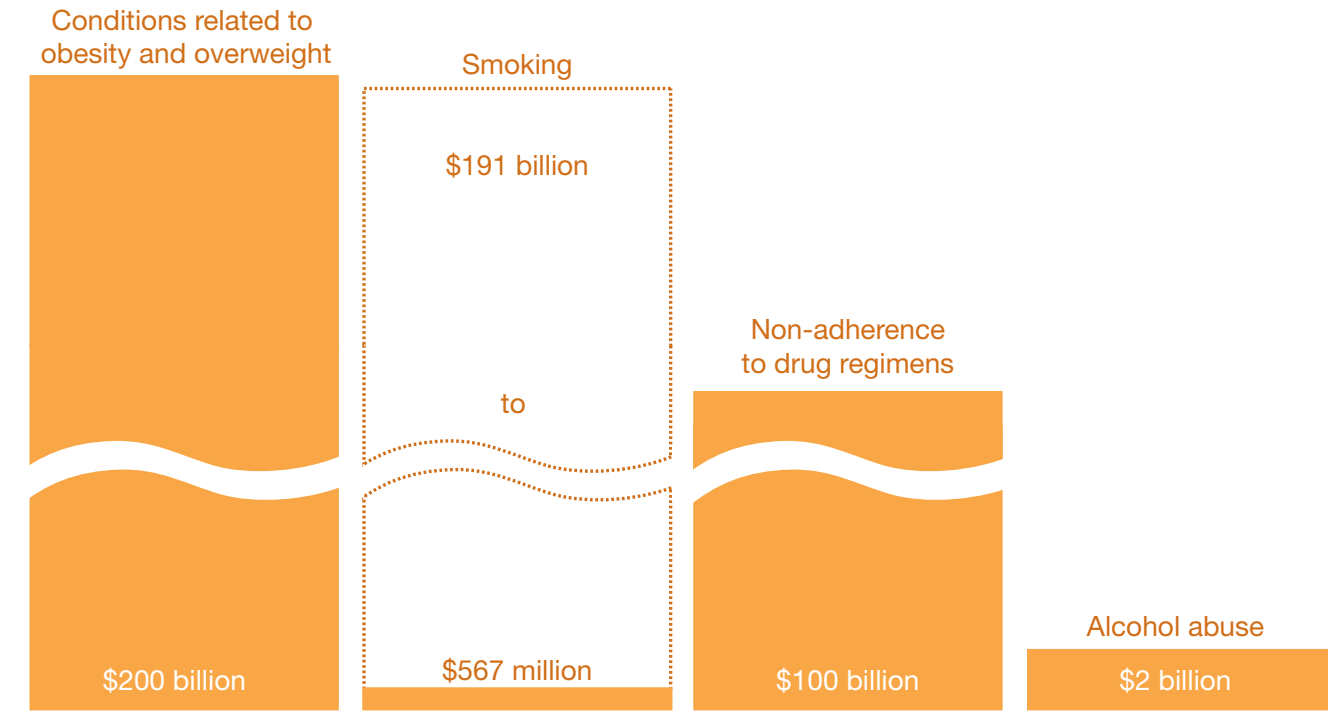 Conditions related to
obesity and overweight
$200 billion
Smoking
$191 billion
to
$567 million
Non-adherence
to drug regimens
$100 billion
Alcohol abuse
$2 billion